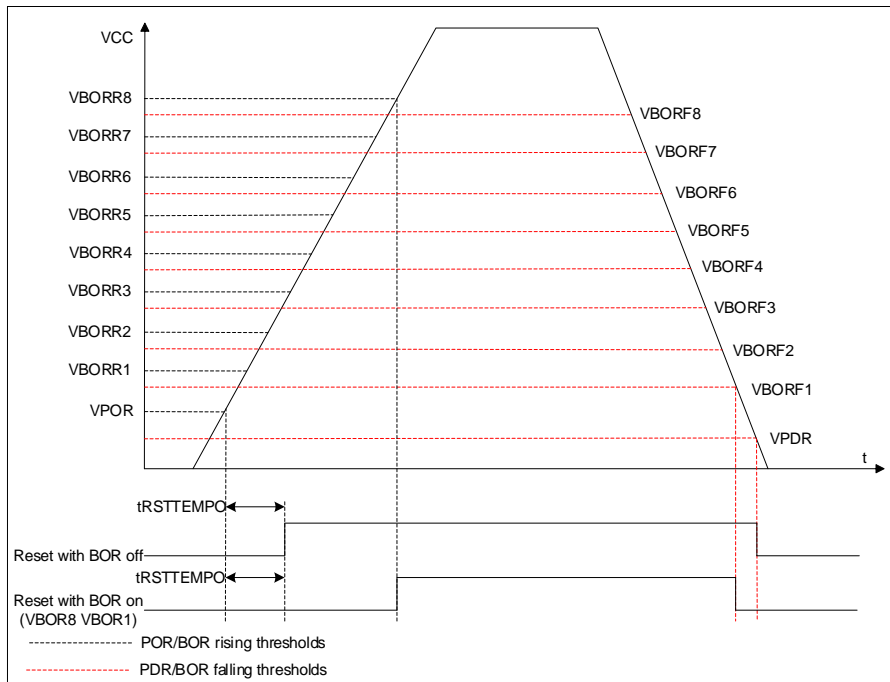 VCC
VBORR8
VBORF8
VBORR7
VBORF7
VBORR6
VBORF6
VBORR5
VBORF5
VBORR4
VBORF4
VBORR3
VBORF3
VBORR2
VBORF2
VBORR1
VBORF1
VPOR
VPDR
t
tRSTTEMPO
Reset with BOR off
tRSTTEMPO
Reset with BOR on
(VBOR8 VBOR1)
POR/BOR rising thresholds
PDR/BOR falling thresholds